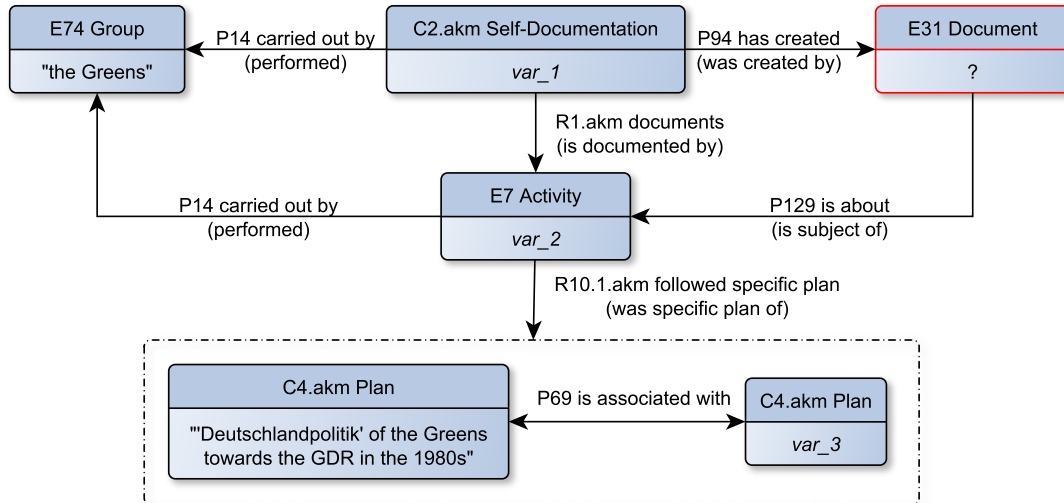 E74 Group
"the Greens"
P14 carried out by
(performed)
C2.akm Self-Documentation
var_1
P94 has created
(was created by)
E31 Document
?
R1.akm documents
(is documented by)
P14 carried out by
(performed)
E7 Activity
var_2
P129 is about
(is subject of)
R10.1.akm followed specific plan
(was specific plan of)
C4.akm Plan
"'Deutschlandpolitik' of the Greens
towards the GDR in the 1980s"
P69 is associated with
C4.akm Plan
var_3